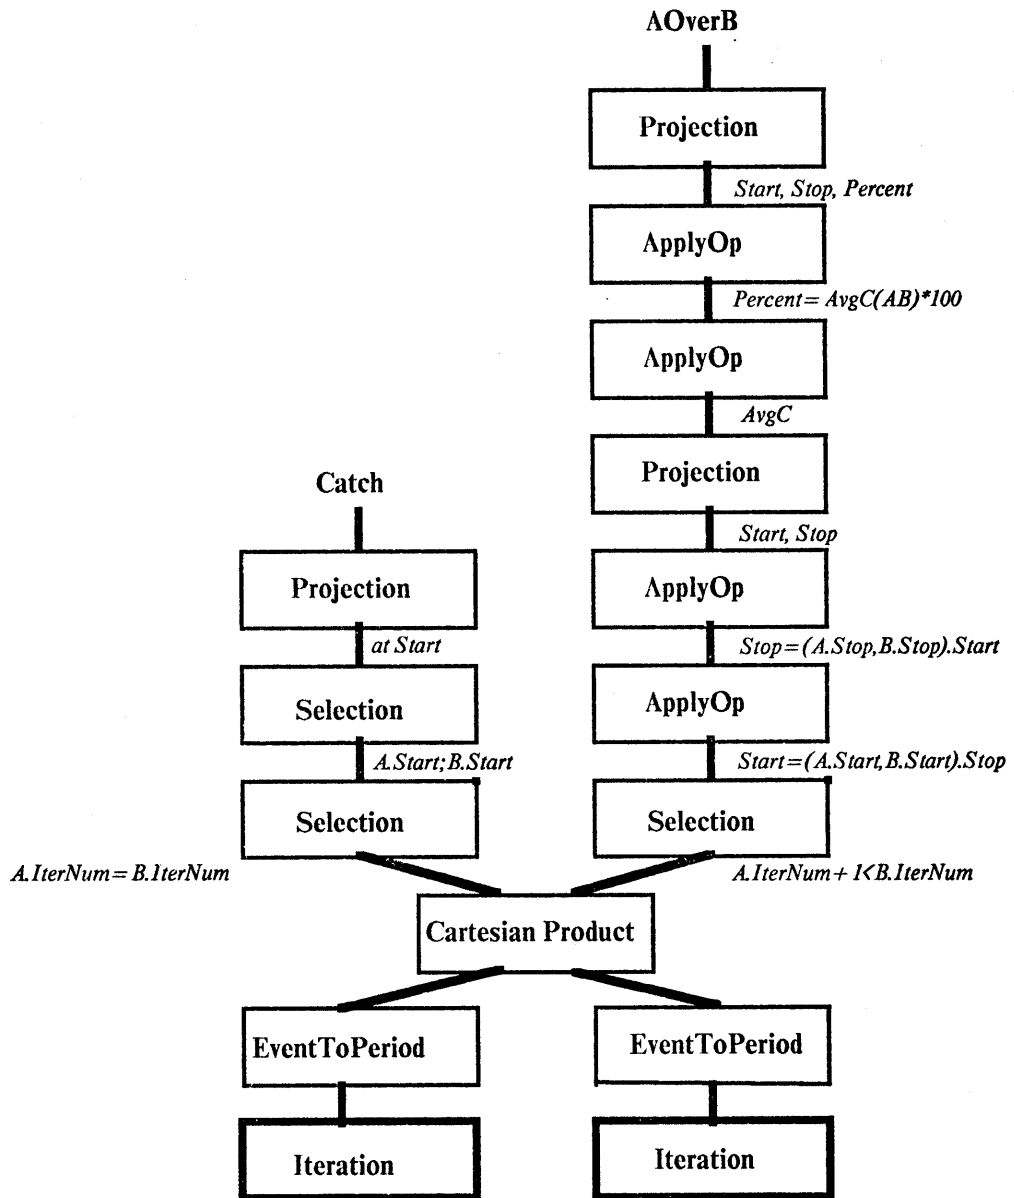 AOverB
Projection
Start, Stop, Percent
ApplyOp
Percent= AvgC(AB)*100
ApplyOp
AvgC
Projection
Catch
Start, Stop
Projection
ApplyOp
at Start
Stop=(A.Stop,B.Stop).Start
Selection
ApplyOp
A.Start;B.Start
Start=(A.Start,B.Start).Stop
Selection
Selection
A.IterNum= B.IterNum
A.IterNum+1<B.IterNum
Cartesian Product
EventToPeriod
EventToPeriod
Iteration
Iteration